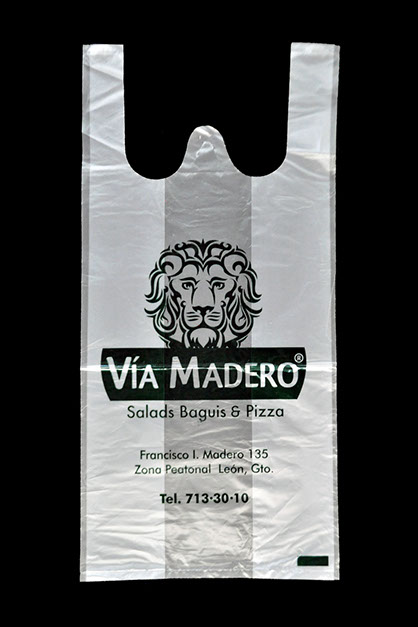 VÍA MADERO®
Salads Baguis & Pizza
Francisco I. Madero 135
Zona Peatonal León, Gto.
Tel. 713·30·10